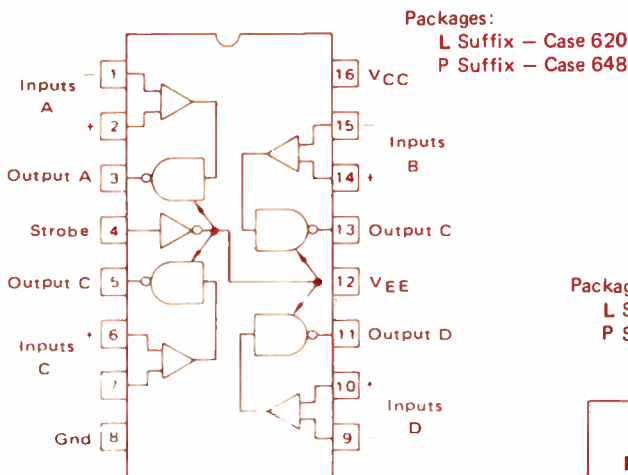 Packages:
L Suffix — Case 620
P Suffix — Case 648
Inputs
A
− 1
+ 2
Output A 3
Strobe 4
Output C 5
+ 6
Inputs
C
7
Gnd 8
16 VCC
15 −
Inputs
B
14 +
13 Output C
12 VEE
11 Output D
10 +
Inputs
D
9 −
Packag
L S
P S